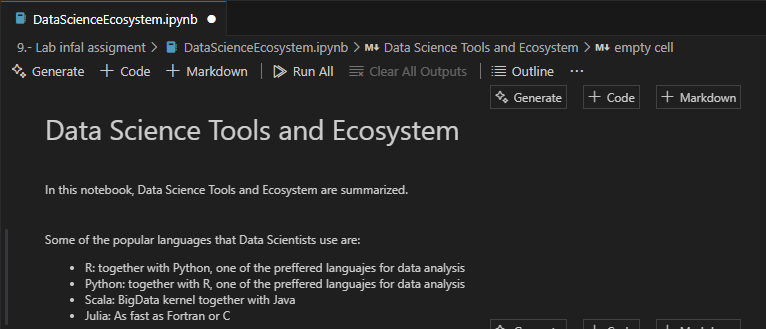 DataScienceEcosystem.ipynb
9.- Lab infal assigment > DataScienceEcosystem.ipynb > M↓ Data Science Tools and Ecosystem > M↓ empty cell
Generate + Code + Markdown | Run All Clear All Outputs | Outline ...
Generate + Code + Markdown
Data Science Tools and Ecosystem
In this notebook, Data Science Tools and Ecosystem are summarized.
Some of the popular languages that Data Scientists use are:
• R: together with Python, one of the preffered languajes for data analysis
• Python: together with R, one of the preffered languajes for data analysis
• Scala: BigData kernel together with Java
• Julia: As fast as Fortran or C
Generate + Code + Markdown